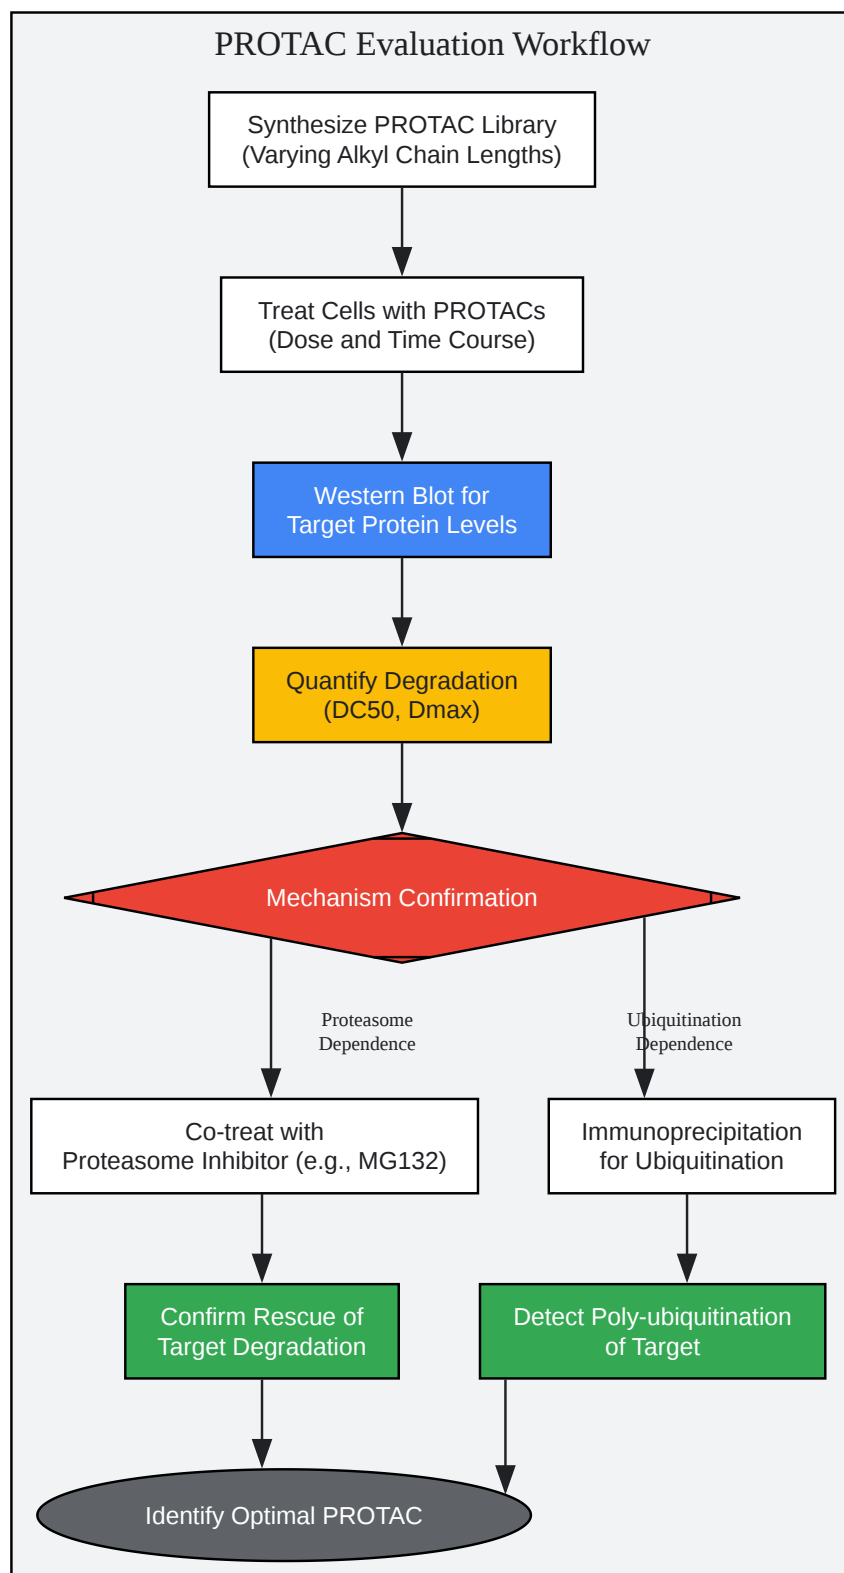 PROTAC Evaluation Workflow
Synthesize PROTAC Library
(Varying Alkyl Chain Lengths)
Treat Cells with PROTACs
(Dose and Time Course)
Western Blot for
Target Protein Levels
Quantify Degradation
(DC50, Dmax)
Mechanism Confirmation
Proteasome
Dependence
Ubiquitination
Dependence
Co-treat with
Proteasome Inhibitor (e.g., MG132)
Immunoprecipitation
for Ubiquitination
Confirm Rescue of
Target Degradation
Detect Poly-ubiquitination
of Target
Identify Optimal PROTAC